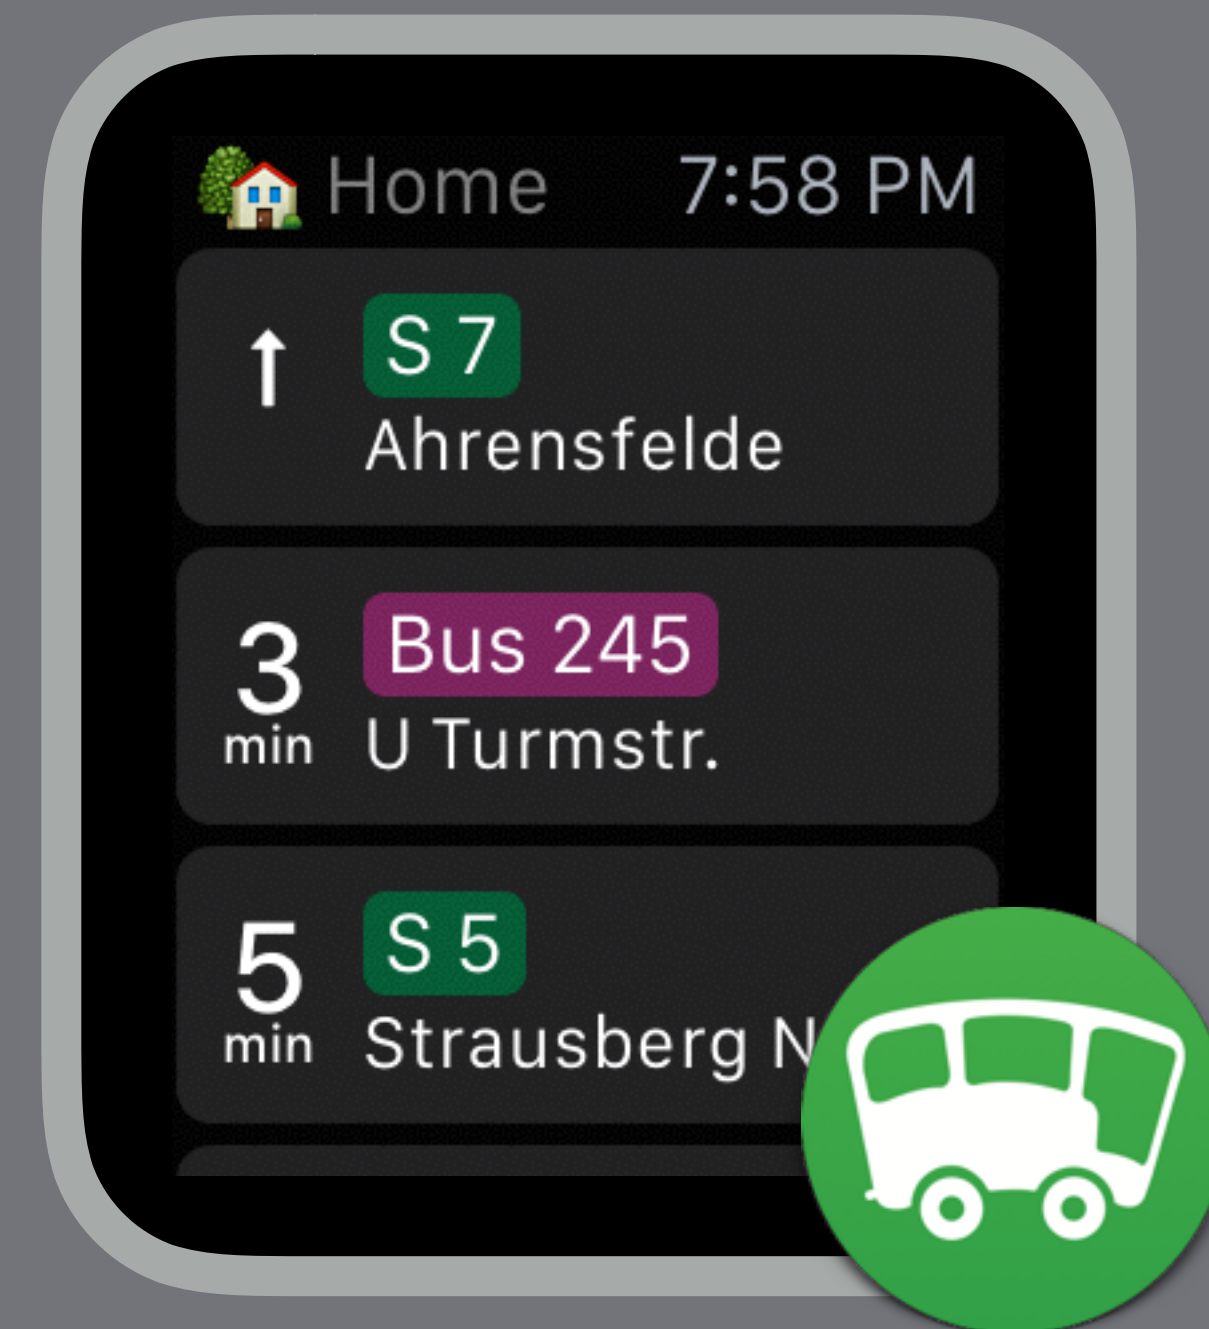 Home 7:58 PM
S 7
Ahrensfelde
3 min
Bus 245
U Turmstr.
5 min
S 5
Strausberg